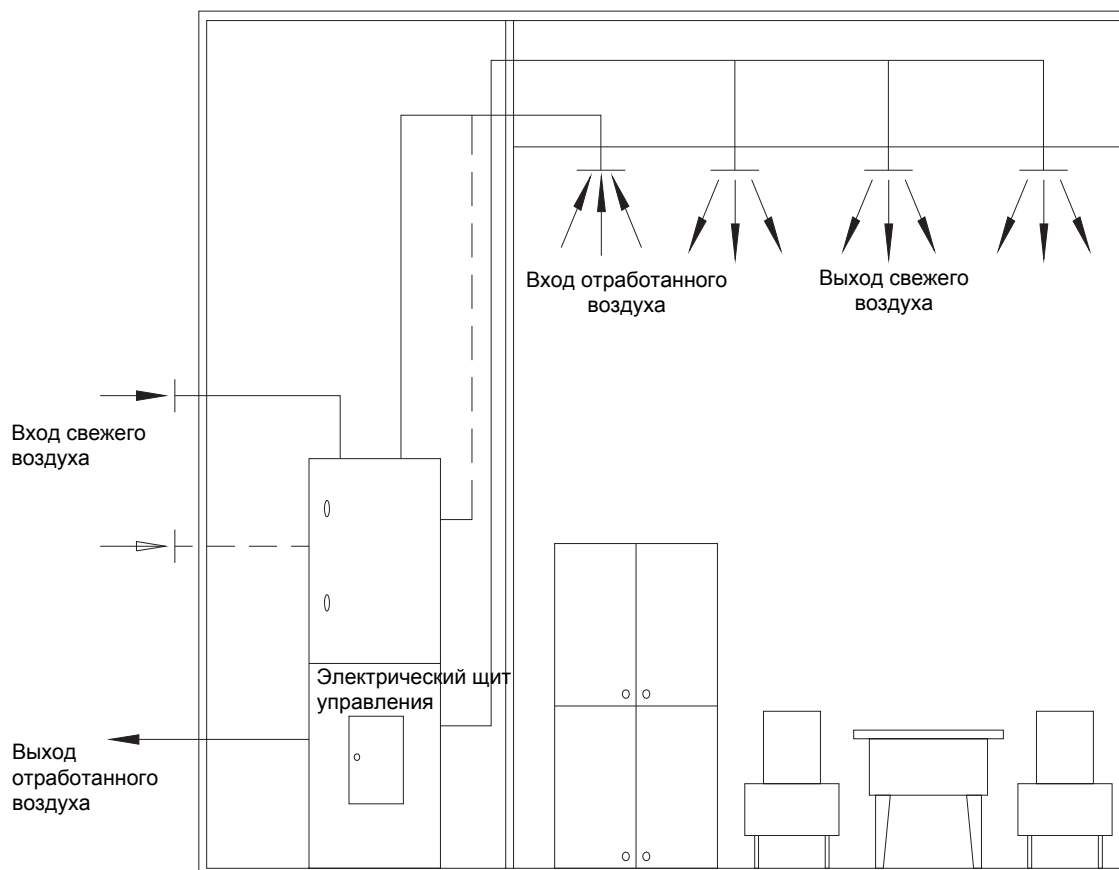 Вход отработанного
воздуха
Выход свежего
воздуха
Вход свежего
воздуха
Электрический щит
управления
Выход
отработанного
воздуха